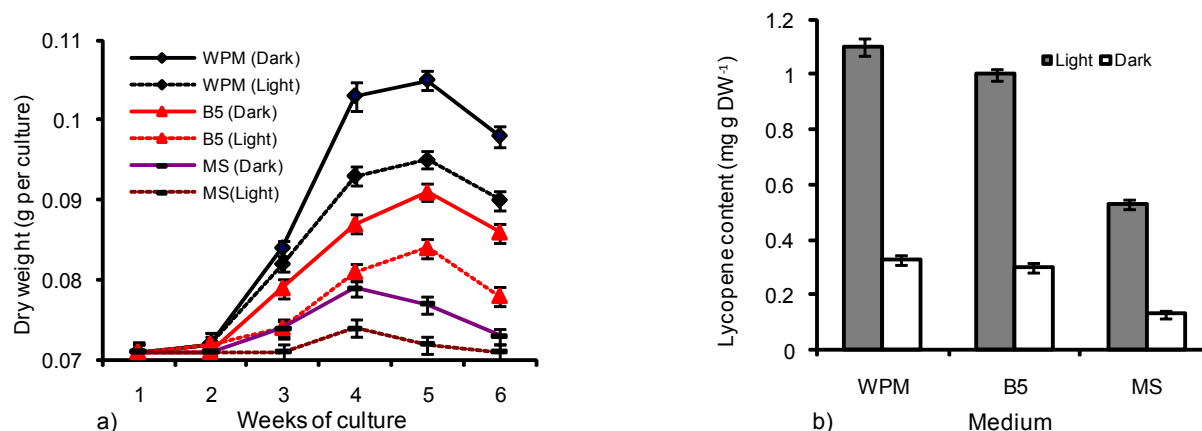 Dry weight (g per culture)
0.11
0.1
0.09
0.08
0.07
WPM (Dark)
WPM (Light)
B5 (Dark)
B5 (Light)
MS (Dark)
MS(Light)
1 2 3 4 5 6
a) Weeks of culture
Lycopene content (mg g DW-1)
1.2
1
0.8
0.6
0.4
0.2
0
Light Dark
WPM B5 MS
b) Medium